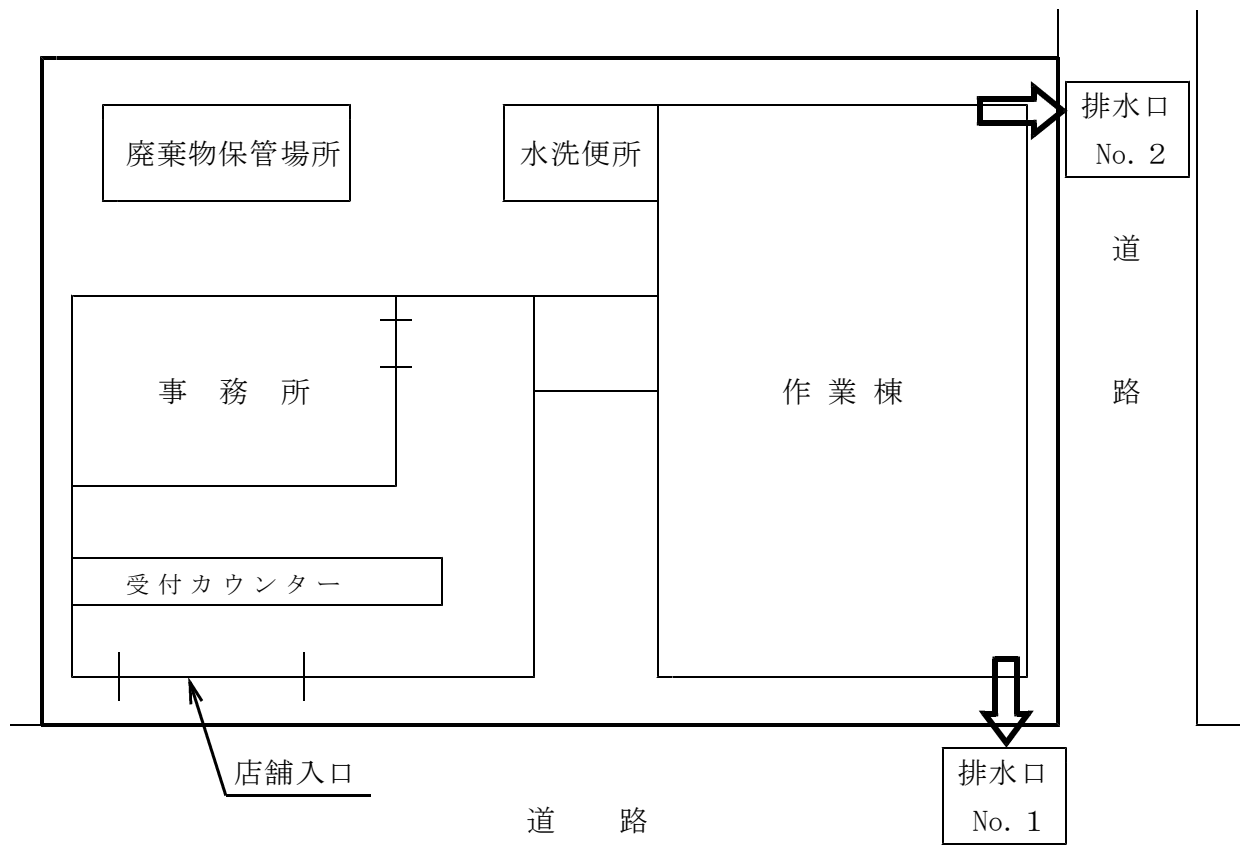 排水口
No. 2
廃棄物保管場所
水洗便所
道
事　務　所
作 業 棟
路
受付カウンター
店舗入口
排水口
No. 1
道　路